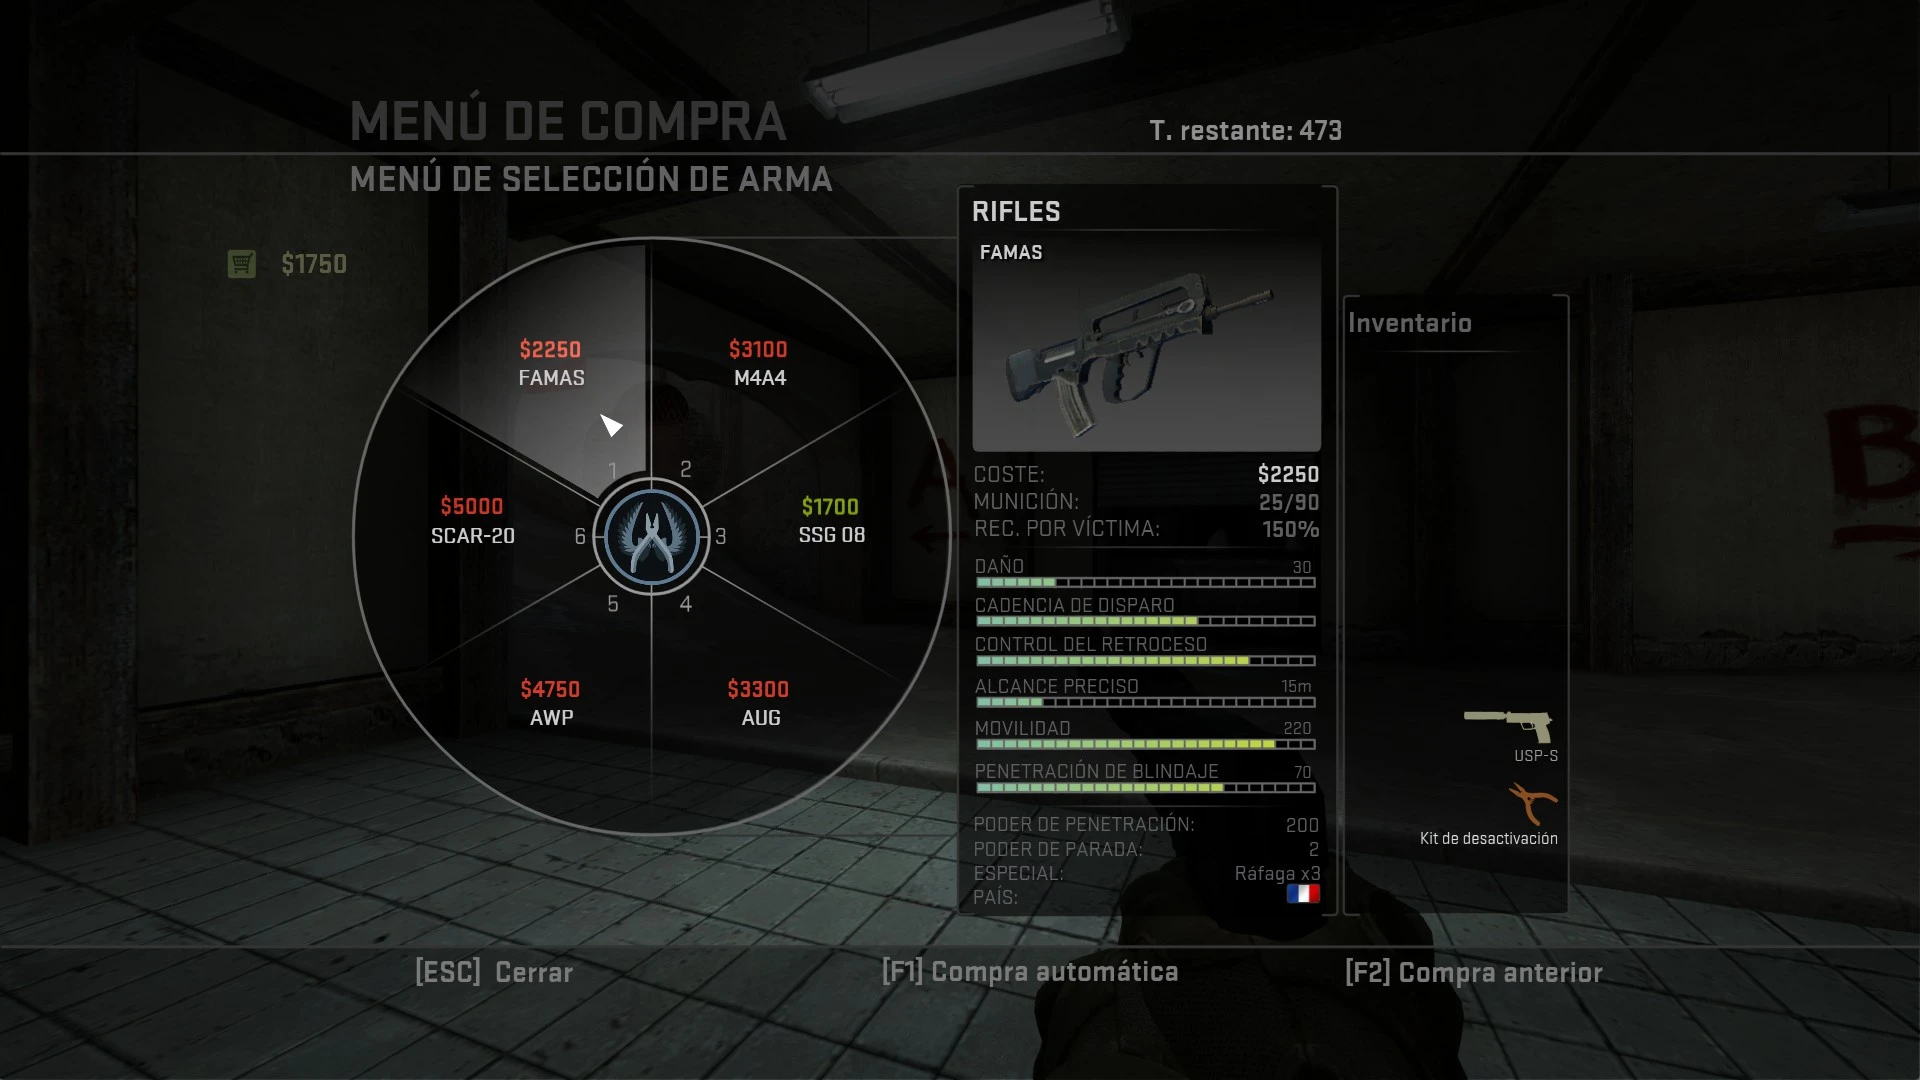 MENÚ DE COMPRA
T. restante: 473
MENÚ DE SELECCIÓN DE ARMA
$1750
$2250
FAMAS
$3100
M4A4
$5000
SCAR-20
$1700
SSG 08
$4750
AWP
$3300
AUG
1
2
6
3
5
4
RIFLES
FAMAS
COSTE: $2250
MUNICIÓN: 25/90
REC. POR VÍCTIMA: 150%
DAÑO 30
CADENCIA DE DISPARO
CONTROL DEL RETROCESO
ALCANCE PRECISO 15m
MOVILIDAD 220
PENETRACIÓN DE BLINDAJE 70
PODER DE PENETRACIÓN: 200
PODER DE PARADA: 2
ESPECIAL: Ráfaga x3
PAÍS:
Inventario
USP-S
Kit de desactivación
A
B
[ESC] Cerrar
[F1] Compra automática
[F2] Compra anterior